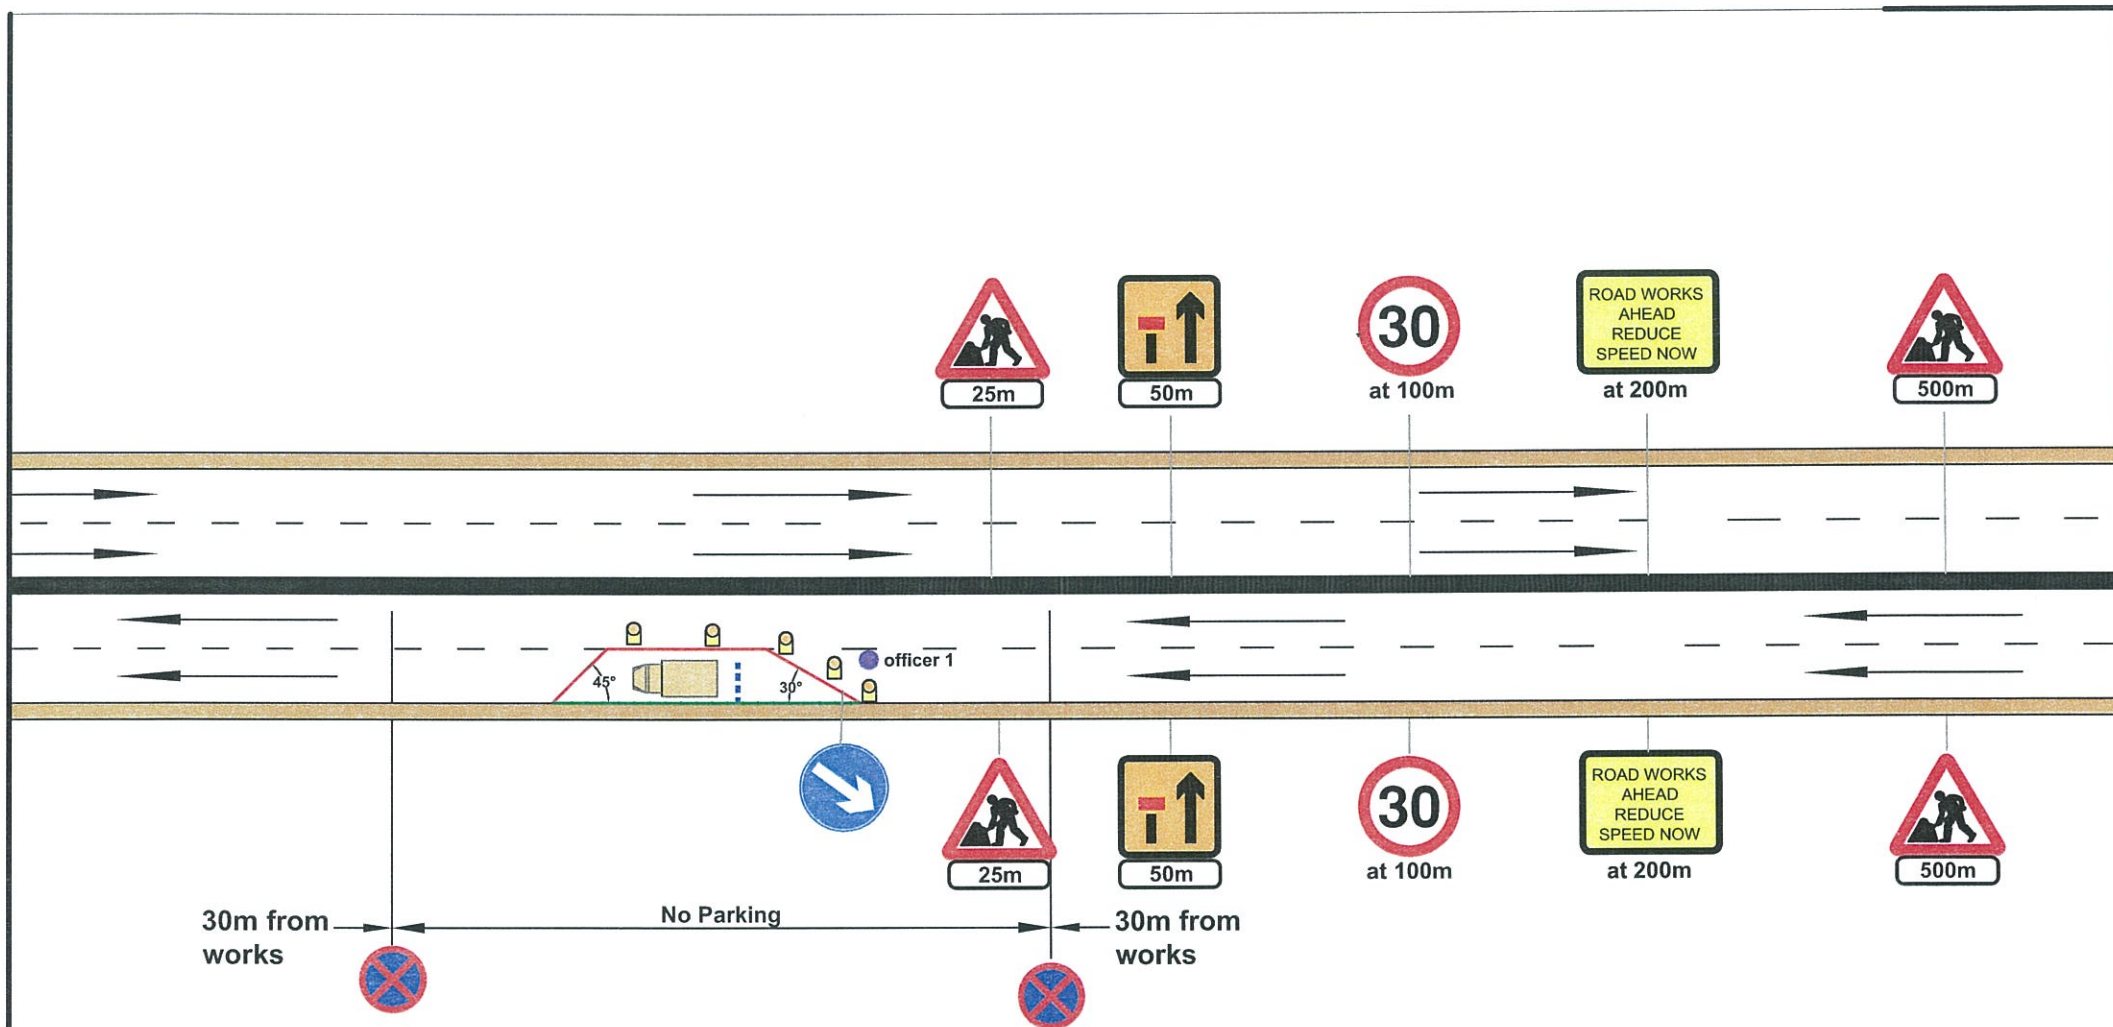 30
ROAD WORKS
AHEAD
REDUCE
SPEED NOW
25m
50m
at 100m
at 200m
500m
officer 1
45°
30°
30
ROAD WORKS
AHEAD
REDUCE
SPEED NOW
25m
50m
at 100m
at 200m
500m
30m from
works
No Parking
30m from
works